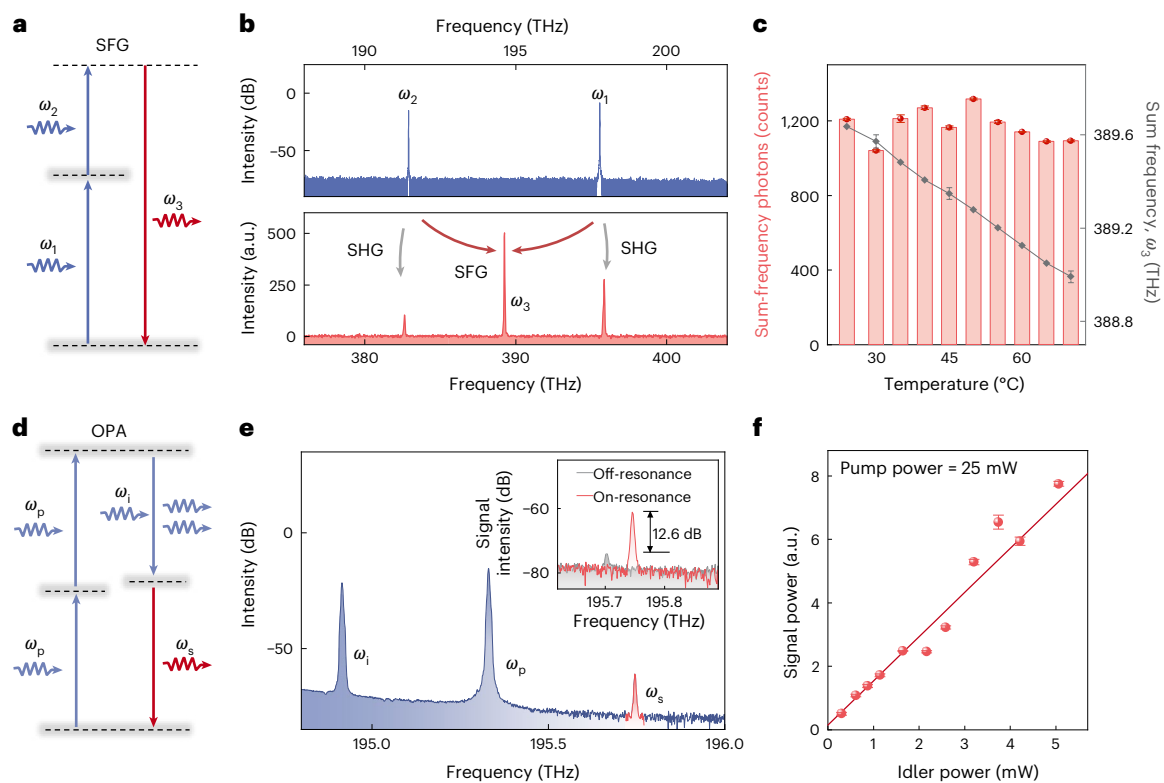 a
SFG
ω2
ω1
ω3
b
Frequency (THz)
190
195
200
Intensity (dB)
0
−50
ω2
ω1
Intensity (a.u.)
500
250
0
SHG
SFG
SHG
ω3
380
390
400
Frequency (THz)
c
Sum-frequency photons (counts)
1,200
800
400
0
389.6
389.2
388.8
Sum frequency, ω3 (THz)
30
45
60
Temperature (°C)
d
OPA
ωp
ωi
ωp
ωs
e
Intensity (dB)
0
−50
ωi
ωp
ωs
195.0
195.5
196.0
Frequency (THz)
Off-resonance
On-resonance
Signal
intensity (dB)
−60
−80
12.6 dB
195.7
195.8
Frequency (THz)
f
Pump power = 25 mW
Signal power (a.u.)
8
6
4
2
0
0
1
2
3
4
5
Idler power (mW)